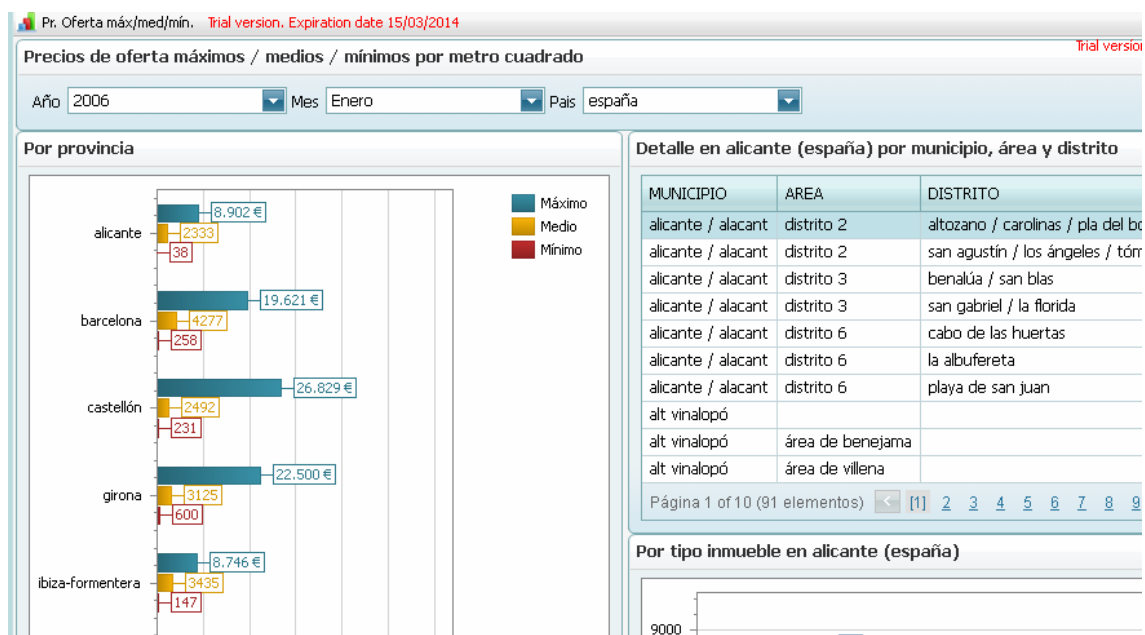 Pr. Oferta máx/med/mín. Trial version. Expiration date 15/03/2014
Trial version
Precios de oferta máximos / medios / mínimos por metro cuadrado
Año 2006 Mes Enero Pais españa
Por provincia
Máximo
Medio
Mínimo
alicante
8.902 €
2333
38
barcelona
19.621 €
4277
258
castellón
26.829 €
2492
231
girona
22.500 €
3125
600
ibiza-formentera
8.746 €
3435
147
Detalle en alicante (españa) por municipio, área y distrito
MUNICIPIO AREA DISTRITO
alicante / alacant distrito 2 altozano / carolinas / pla del bo
alicante / alacant distrito 2 san agustín / los ángeles / tóm
alicante / alacant distrito 3 benalúa / san blas
alicante / alacant distrito 3 san gabriel / la florida
alicante / alacant distrito 6 cabo de las huertas
alicante / alacant distrito 6 la albufereta
alicante / alacant distrito 6 playa de san juan
alt vinalopó
alt vinalopó área de benejama
alt vinalopó área de villena
Página 1 of 10 (91 elementos) [1] 2 3 4 5 6 7 8 9
Por tipo inmueble en alicante (españa)
9000